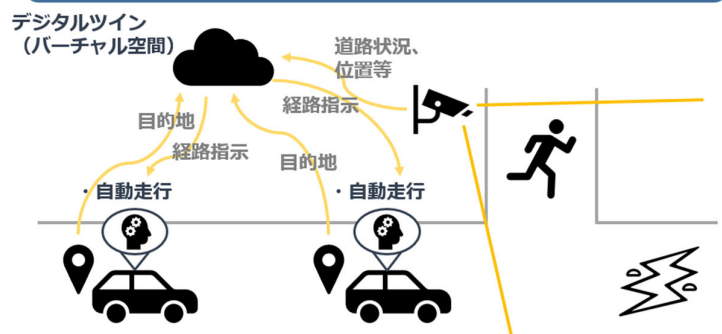 デジタルツイン
（バーチャル空間）
道路状況、
位置等
経路指示
目的地
経路指示
目的地
・自動走行
・自動走行